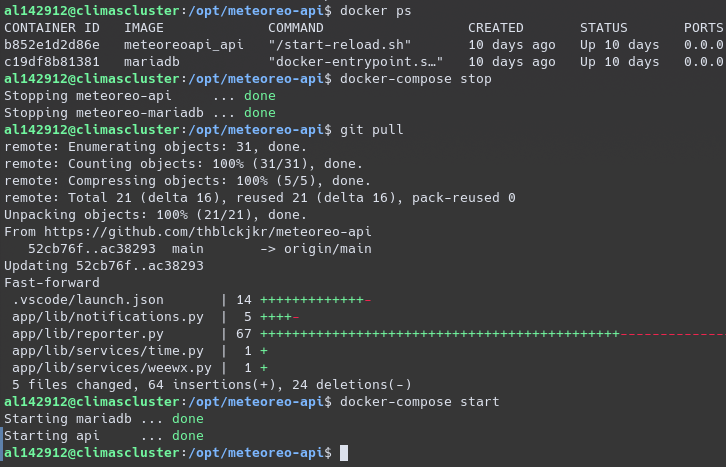 al142912@climascluster:/opt/meteoreo-api$ docker ps
CONTAINER ID   IMAGE             COMMAND                  CREATED       STATUS       PORTS
b852e1d2d86e   meteoreoapi_api   "/start-reload.sh"       10 days ago   Up 10 days   0.0.0
c19df8b81381   mariadb           "docker-entrypoint.s…"   10 days ago   Up 10 days   0.0.0
al142912@climascluster:/opt/meteoreo-api$ docker-compose stop
Stopping meteoreo-api     ... done
Stopping meteoreo-mariadb ... done
al142912@climascluster:/opt/meteoreo-api$ git pull
remote: Enumerating objects: 31, done.
remote: Counting objects: 100% (31/31), done.
remote: Compressing objects: 100% (5/5), done.
remote: Total 21 (delta 16), reused 21 (delta 16), pack-reused 0
Unpacking objects: 100% (21/21), done.
From https://github.com/thblckjkr/meteoreo-api
   52cb76f..ac38293  main       -> origin/main
Updating 52cb76f..ac38293
Fast-forward
 .vscode/launch.json       | 14 +++++++++++++-
 app/lib/notifications.py  |  5 ++++-
 app/lib/reporter.py       | 67 +++++++++++++++++++++++++++++++++++++++++++++-------------
 app/lib/services/time.py  |  1 +
 app/lib/services/weewx.py |  1 +
 5 files changed, 64 insertions(+), 24 deletions(-)
al142912@climascluster:/opt/meteoreo-api$ docker-compose start
Starting mariadb ... done
Starting api     ... done
al142912@climascluster:/opt/meteoreo-api$